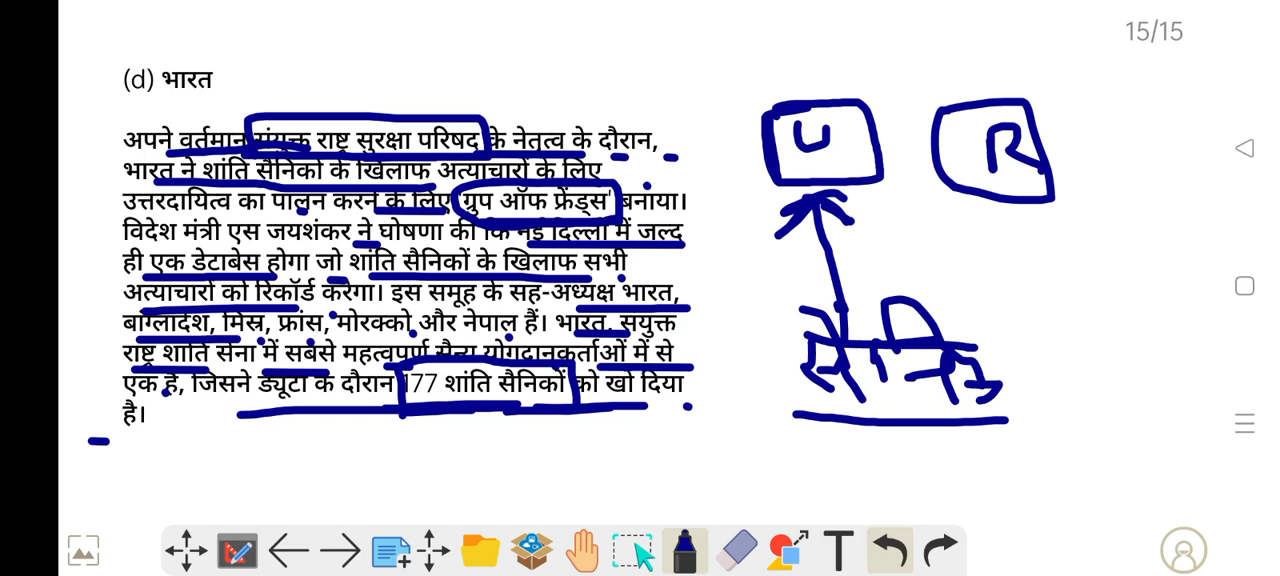 15/15
(d) भारत
अपने वर्तमान संयुक्त राष्ट्र सुरक्षा परिषद के नेतृत्व के दौरान,
भारत ने शांति सैनिकों के खिलाफ अत्याचारों के लिए
उत्तरदायित्व का पालन करने के लिए 'ग्रुप ऑफ फ्रेंड्स' बनाया।
विदेश मंत्री एस जयशंकर ने घोषणा की कि नई दिल्ली में जल्द
ही एक डेटाबेस होगा जो शांति सैनिकों के खिलाफ सभी
अत्याचारों को रिकॉर्ड करेगा। इस समूह के सह-अध्यक्ष भारत,
बांग्लादेश, मिस्र, फ्रांस, मोरक्को और नेपाल हैं। भारत, संयुक्त
राष्ट्र शांति सेना में सबसे महत्वपूर्ण सैन्य योगदानकर्ताओं में से
एक है, जिसने ड्यूटी के दौरान 177 शांति सैनिकों को खो दिया
है।
U R
T